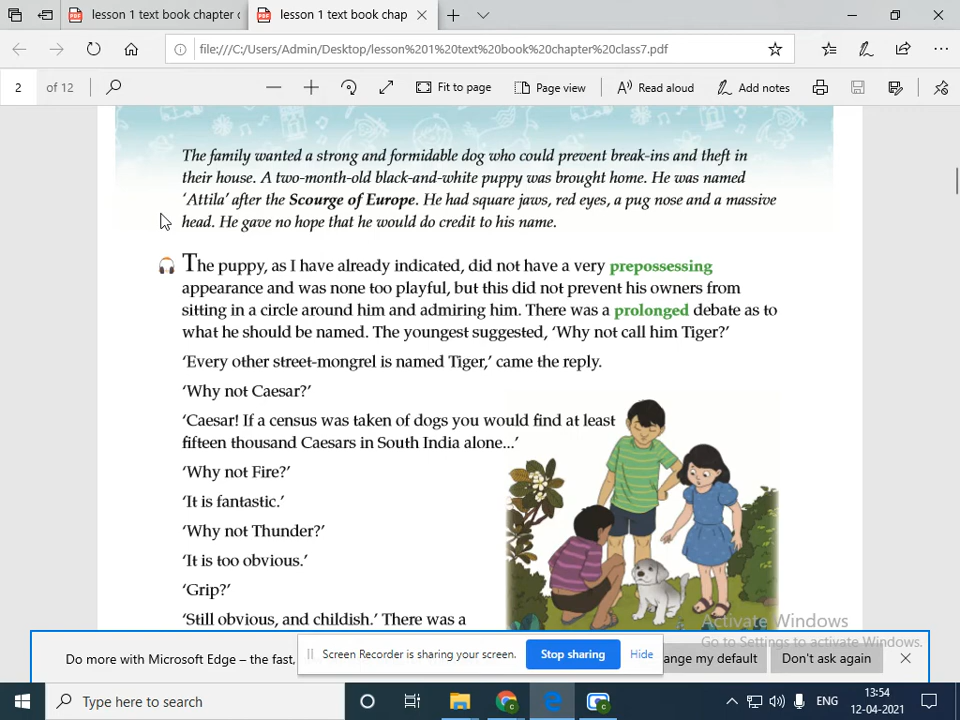 lesson 1 text book chapter c
lesson 1 text book chap
file:///C:/Users/Admin/Desktop/lesson%201%20text%20book%20chapter%20class7.pdf
2 of 12
Fit to page
Page view
Read aloud
Add notes
The family wanted a strong and formidable dog who could prevent break-ins and theft in
their house. A two-month-old black-and-white puppy was brought home. He was named
‘Attila’ after the Scourge of Europe. He had square jaws, red eyes, a pug nose and a massive
head. He gave no hope that he would do credit to his name.
The puppy, as I have already indicated, did not have a very prepossessing
appearance and was none too playful, but this did not prevent his owners from
sitting in a circle around him and admiring him. There was a prolonged debate as to
what he should be named. The youngest suggested, ‘Why not call him Tiger?’
‘Every other street-mongrel is named Tiger,’ came the reply.
‘Why not Caesar?’
‘Caesar! If a census was taken of dogs you would find at least
fifteen thousand Caesars in South India alone...’
‘Why not Fire?’
‘It is fantastic.’
‘Why not Thunder?’
‘It is too obvious.’
‘Grip?’
‘Still obvious, and childish.’ There was a
Activate Windows
Go to Settings to activate Windows.
Do more with Microsoft Edge – the fast,
Screen Recorder is sharing your screen.
Stop sharing
Hide
ange my default
Don't ask again
Type here to search
ENG
13:54
12-04-2021